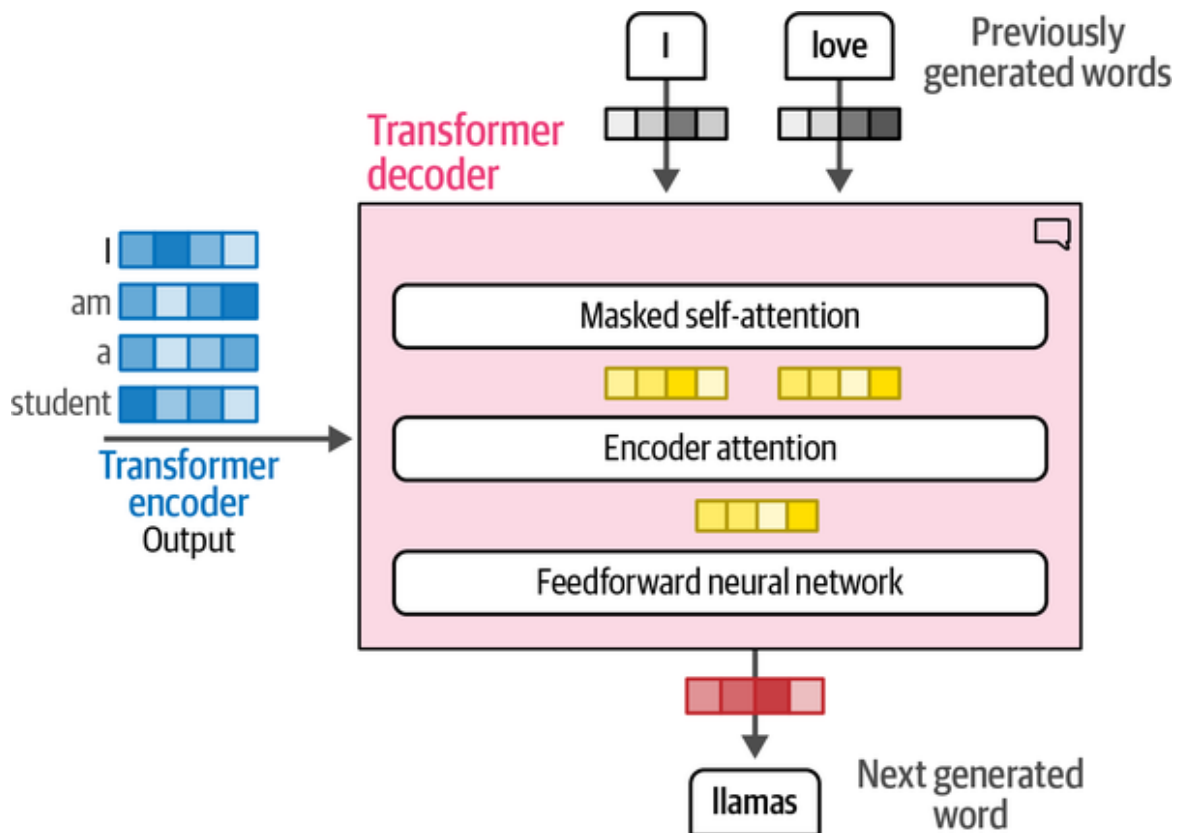 I
love
Previously
generated words
Transformer
decoder
I
am
a
student
Transformer
encoder
Output
Masked self-attention
Encoder attention
Feedforward neural network
llamas
Next generated
word